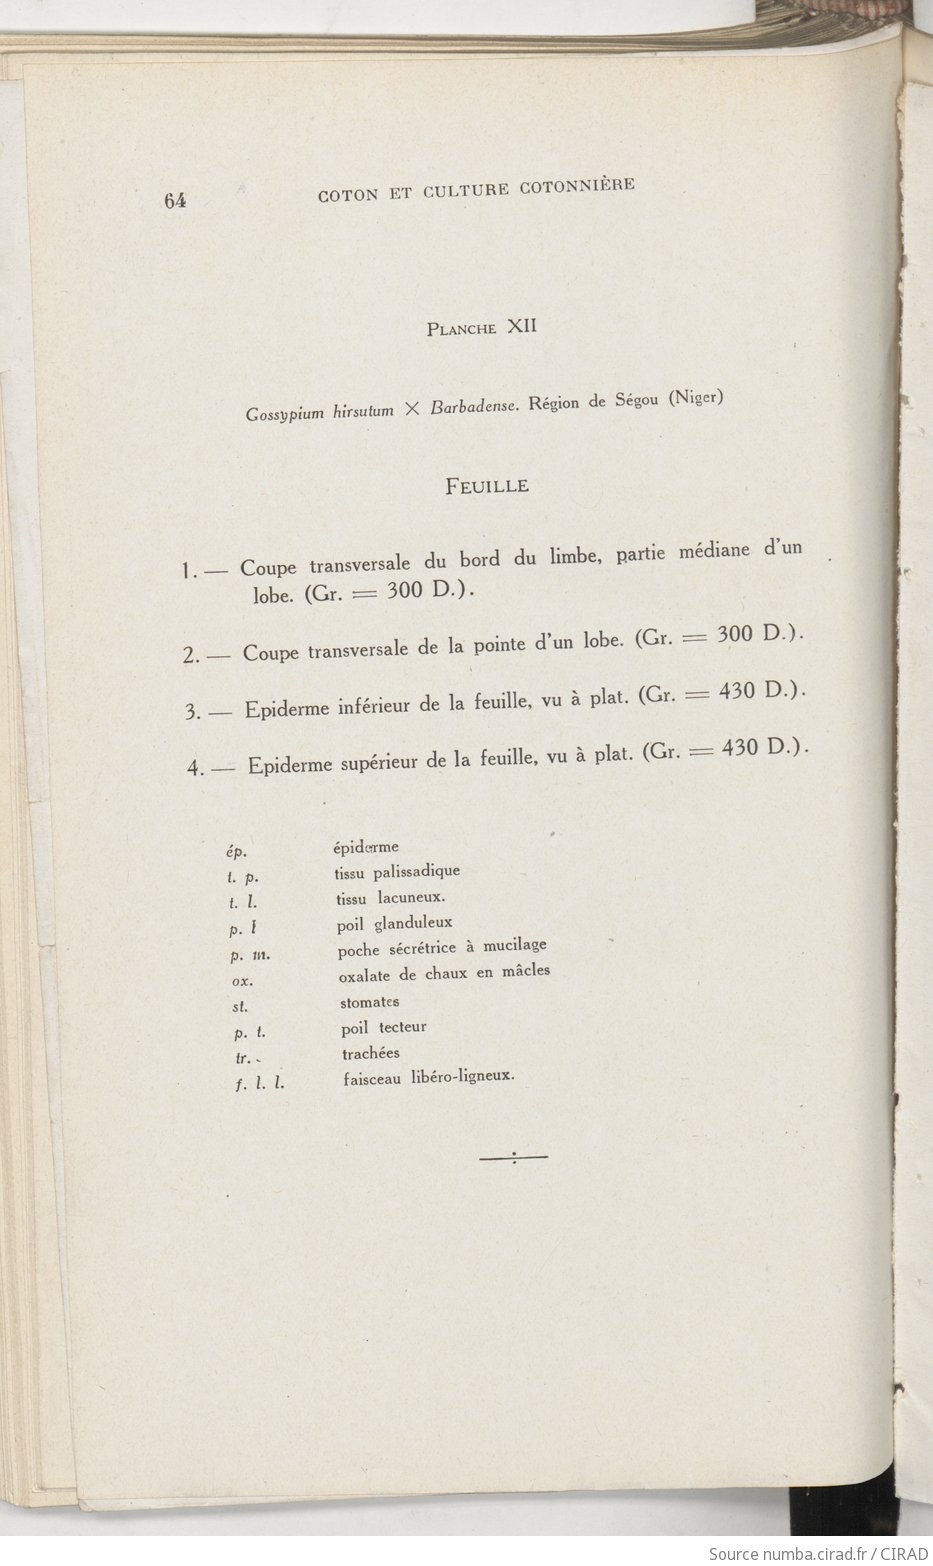 64
COTON ET CULTURE COTONNIÈRE
PLANCHE XII
Gossypium hirsutum × Barbadense. Région de Ségou (Niger)
FEUILLE
1. — Coupe transversale du bord du limbe, partie médiane d'un
lobe. (Gr. = 300 D.).
2. — Coupe transversale de la pointe d'un lobe. (Gr. = 300 D.).
3. — Epiderme inférieur de la feuille, vu à plat. (Gr. = 430 D.).
4. — Epiderme supérieur de la feuille, vu à plat. (Gr. = 430 D.).
ép. épiderme
t. p. tissu palissadique
t. l. tissu lacuneux.
p. l poil glanduleux
p. m. poche sécrétrice à mucilage
ox. oxalate de chaux en mâcles
st. stomates
p. t. poil tecteur
tr. trachées
f. l. l. faisceau libéro-ligneux.
Source numba.cirad.fr / CIRAD